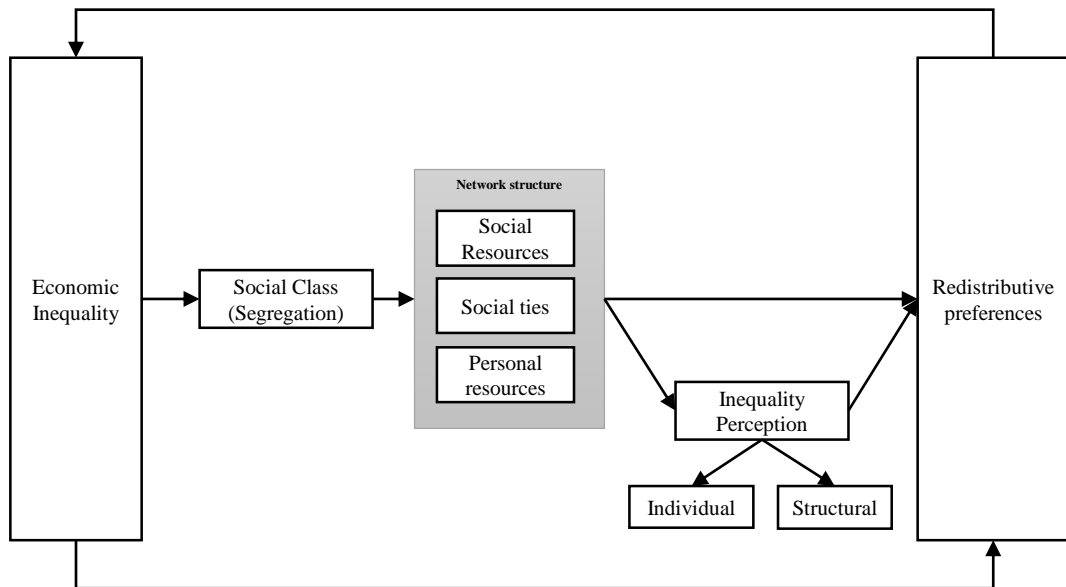 Economic
Inequality
Social Class
(Segregation)
Network structure
Social
Resources
Social ties
Personal
resources
Inequality
Perception
Individual
Structural
Redistributive
preferences